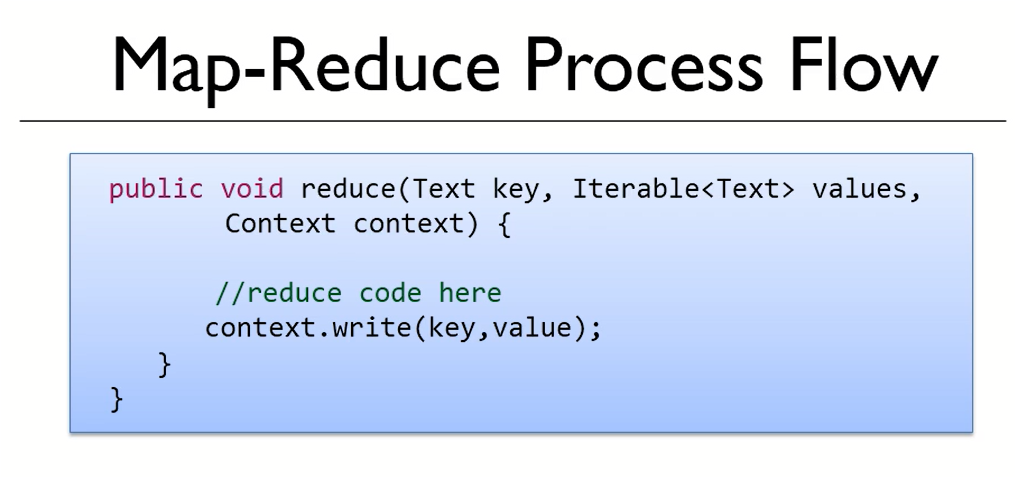 Map-Reduce Process Flow
public void reduce(Text key, Iterable<Text> values,
Context context) {
//reduce code here
context.write(key,value);
}
}